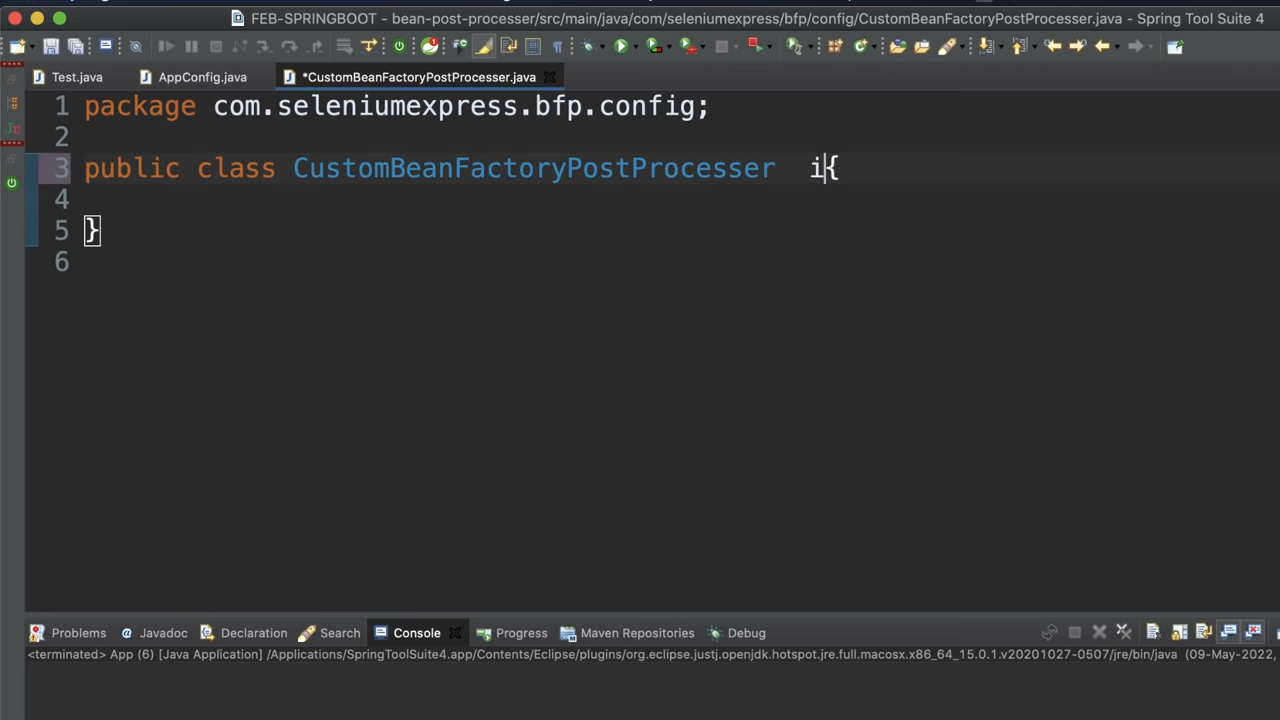 FEB-SPRINGBOOT - bean-post-processer/src/main/java/com/seleniumexpress/bfp/config/CustomBeanFactoryPostProcesser.java - Spring Tool Suite 4
Test.java AppConfig.java *CustomBeanFactoryPostProcesser.java
1 package com.seleniumexpress.bfp.config;
2
3 public class CustomBeanFactoryPostProcesser  i{
4
5 }
6
Problems @ Javadoc Declaration Search Console Progress Maven Repositories Debug
<terminated> App (6) [Java Application] /Applications/SpringToolSuite4.app/Contents/Eclipse/plugins/org.eclipse.justj.openjdk.hotspot.jre.full.macosx.x86_64_15.0.1.v20201027-0507/jre/bin/java (09-May-2022,